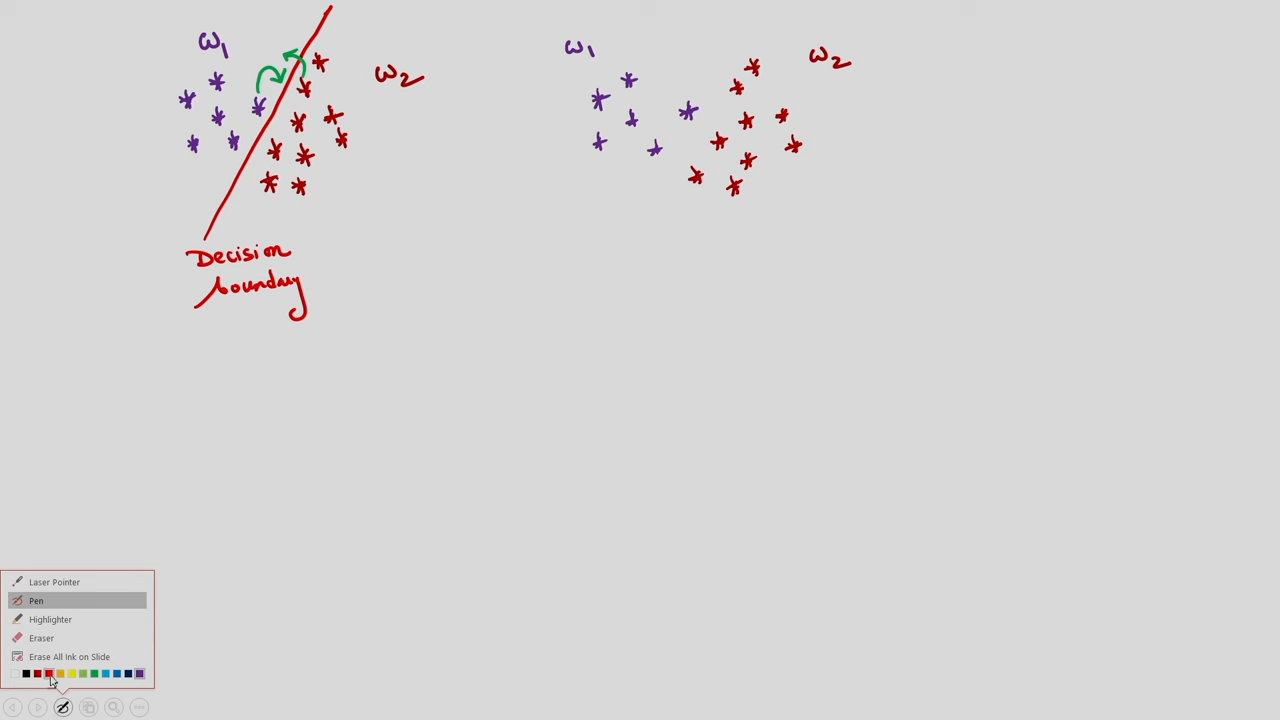 ω1
ω2
Decision
boundary
ω1
ω2
Laser Pointer
Pen
Highlighter
Eraser
Erase All Ink on Slide